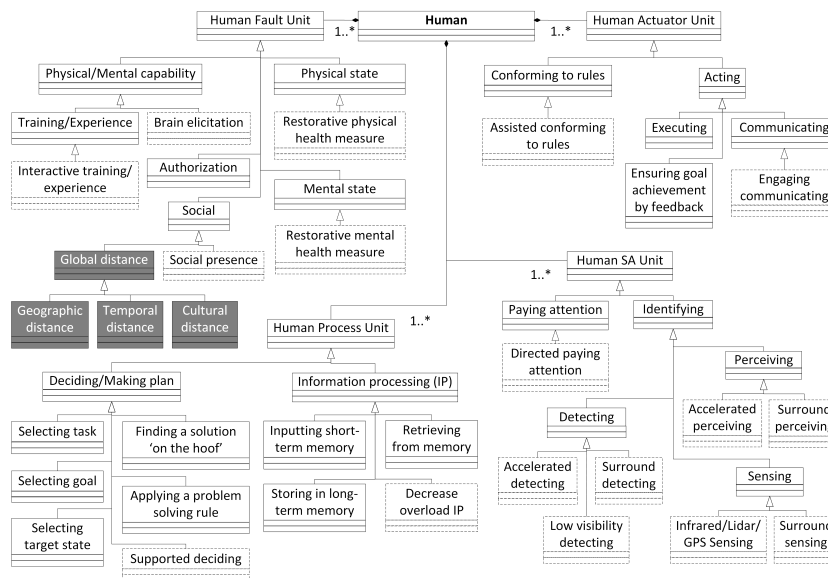 Human Fault Unit
1..*
Human
1..*
Human Actuator Unit
Physical/Mental capability
Physical state
Conforming to rules
Acting
Training/Experience
Brain elicitation
Restorative physical
health measure
Assisted conforming
to rules
Executing
Communicating
Interactive training/
experience
Authorization
Ensuring goal
achievement
by feedback
Engaging
communicating
Mental state
Social
Restorative mental
health measure
Global distance
Social presence
Human SA Unit
1..*
Geographic
distance
Temporal
distance
Cultural
distance
Human Process Unit
1..*
Paying attention
Identifying
Directed paying
attention
Perceiving
Deciding/Making plan
Information processing (IP)
Accelerated
perceiving
Surroun
perceiving
Detecting
Selecting task
Finding a solution
'on the hoof'
Inputting short-
term memory
Retrieving
from memory
Accelerated
detecting
Surround
detecting
Sensing
Selecting goal
Applying a problem
solving rule
Storing in long-
term memory
Decrease
overload IP
Selecting
target state
Low visibility
detecting
Infrared/Lidar/
GPS Sensing
Surroun
sensing
Supported deciding